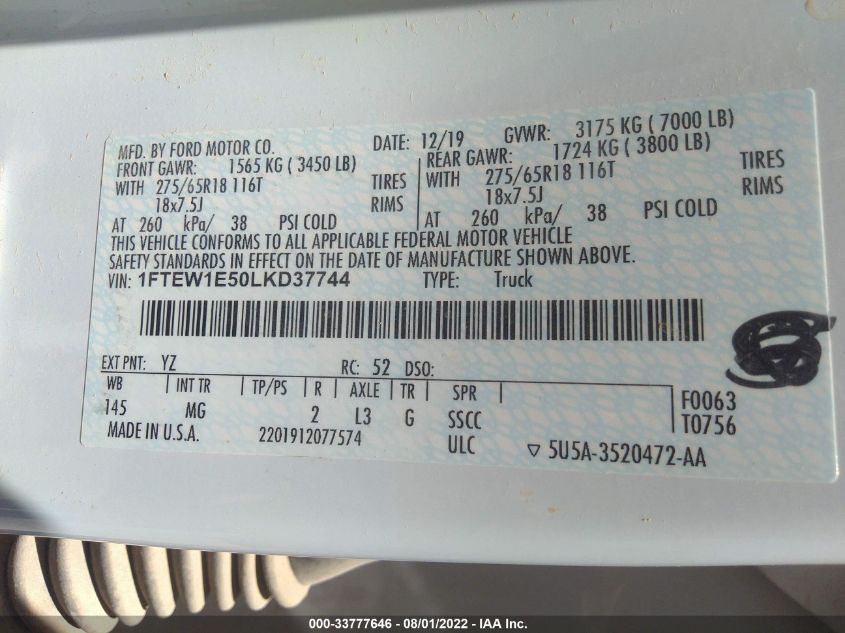 MFD. BY FORD MOTOR CO. DATE: 12/19 GVWR: 3175 KG ( 7000 LB)
FRONT GAWR: 1565 KG ( 3450 LB) REAR GAWR: 1724 KG ( 3800 LB)
WITH 275/65R18 116T TIRES WITH 275/65R18 116T TIRES
18x7.5J RIMS 18x7.5J RIMS
AT 260 kPa/ 38 PSI COLD AT 260 kPa/ 38 PSI COLD
THIS VEHICLE CONFORMS TO ALL APPLICABLE FEDERAL MOTOR VEHICLE
SAFETY STANDARDS IN EFFECT ON THE DATE OF MANUFACTURE SHOWN ABOVE.
VIN: 1FTEW1E50LKD37744 TYPE: Truck
EXT PNT: YZ RC: 52 DSO:
WB INT TR TP/PS R AXLE TR SPR F0063
145 MG 2 L3 G SSCC T0756
MADE IN U.S.A. 2201912077574 ULC ▽ 5U5A-3520472-AA
000-33777646 - 08/01/2022 - IAA Inc.